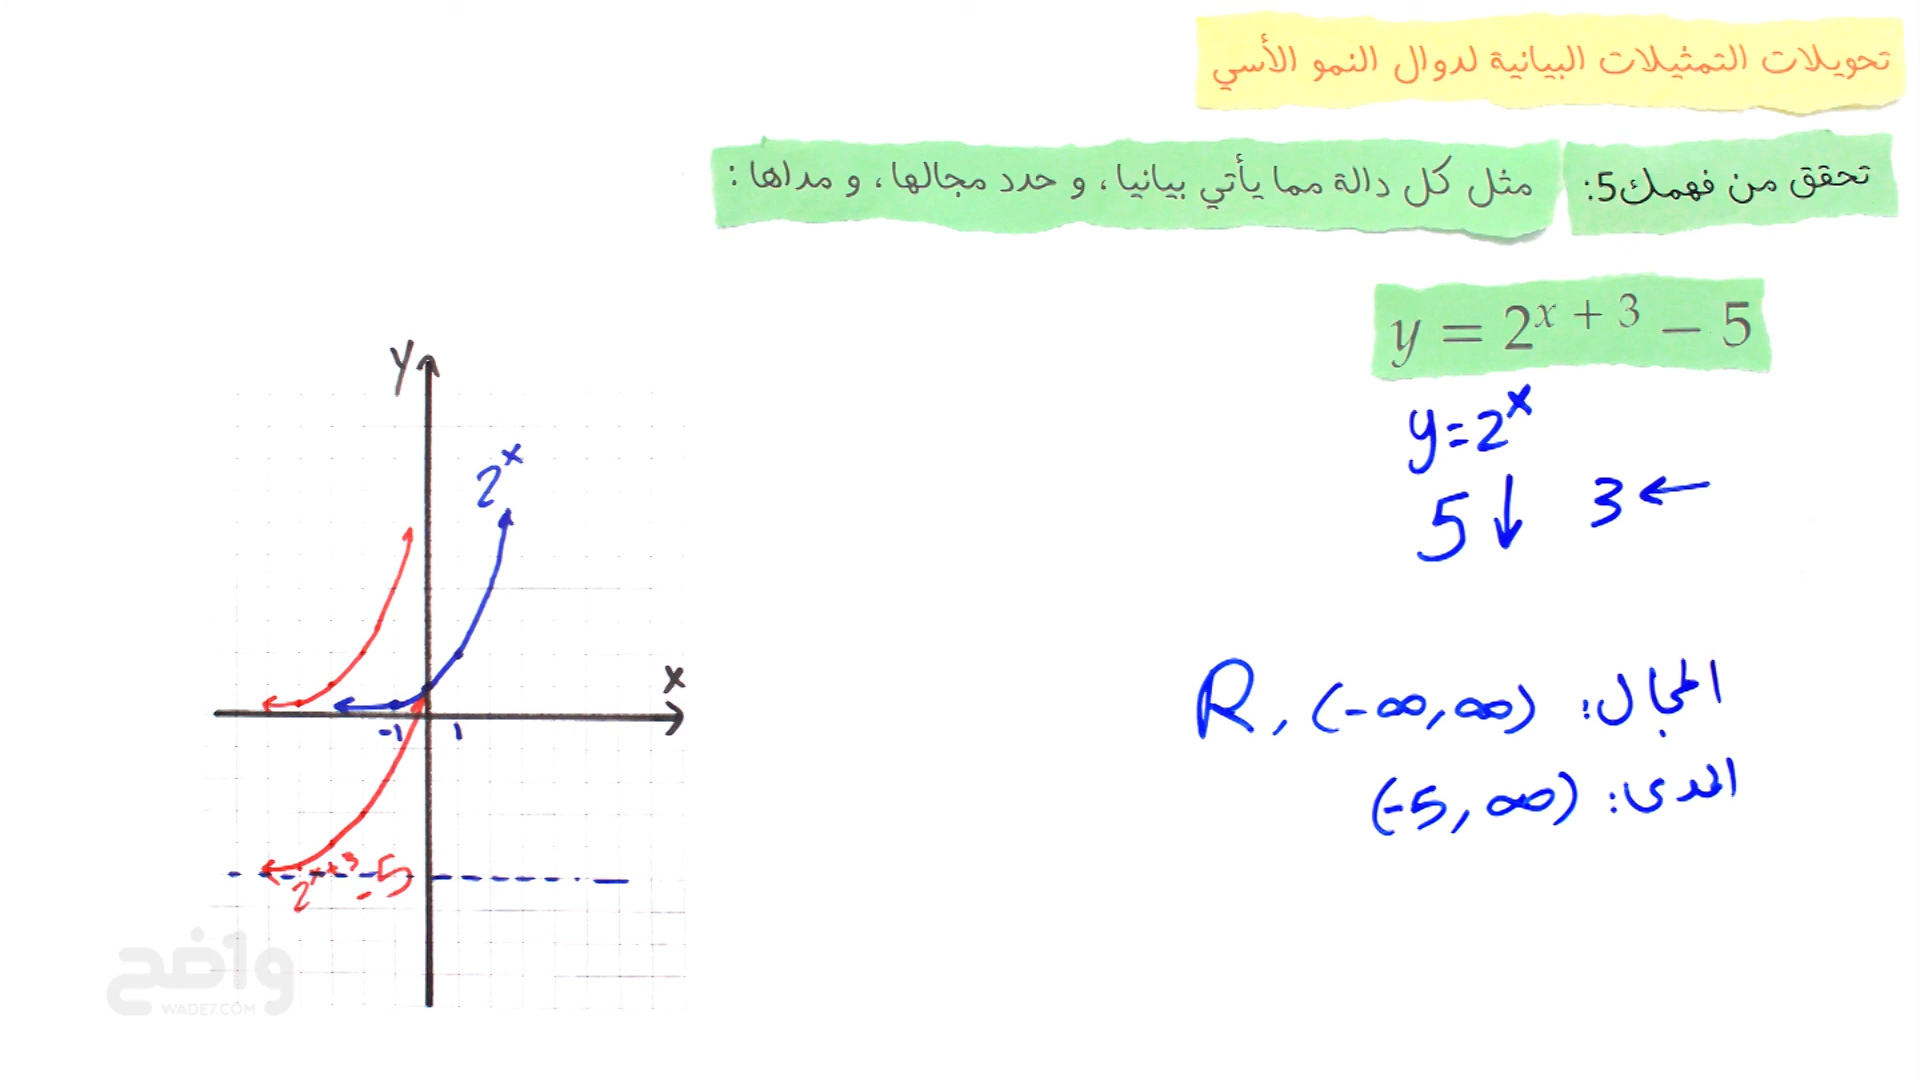 تحويلات التمثيلات البيانية لدوال النمو الأسي
تحقق من فهمك5: مثل كل دالة مما يأتي بيانيا، و حدد مجالها، و مداها:
y = 2^{x + 3} – 5
y=2^x
5↓ 3←
المجال: R, (-∞,∞)
المدى: (-5,∞)
y
2^x
x
-1 1
2^{x+3}-5
واضح
WADE7.COM